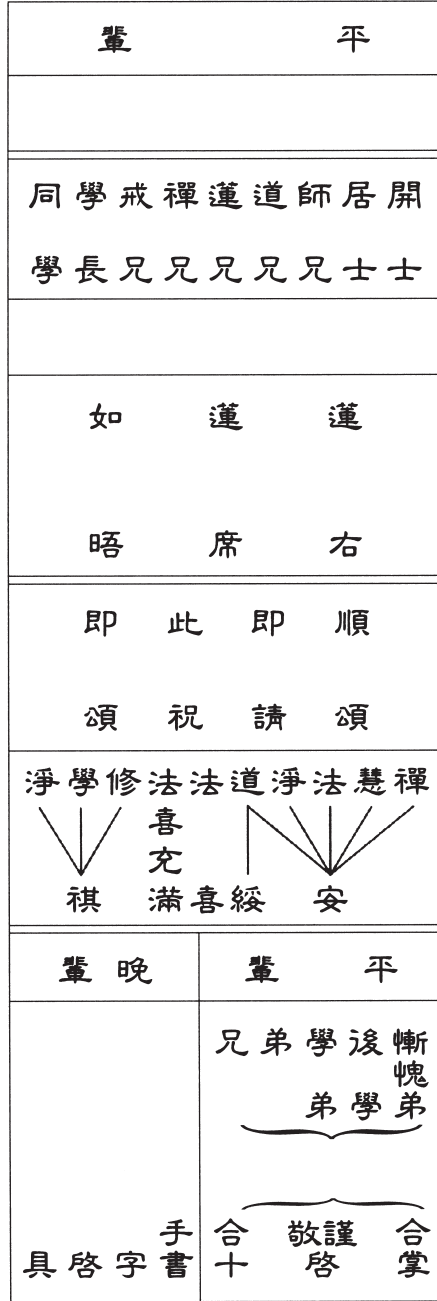 平輩
開士
居士
師兄
道兄
蓮兄
禪兄
戒兄
學長
同學
蓮右
蓮席
如晤
順頌
即請
此祝
即頌
禪慧法淨道
安
綏
法喜
法喜充滿
修學淨
祺
平輩
慚愧弟
後學
學弟
弟
兄
合掌
謹敬啓
合十
晚輩
手書
字
啓
具